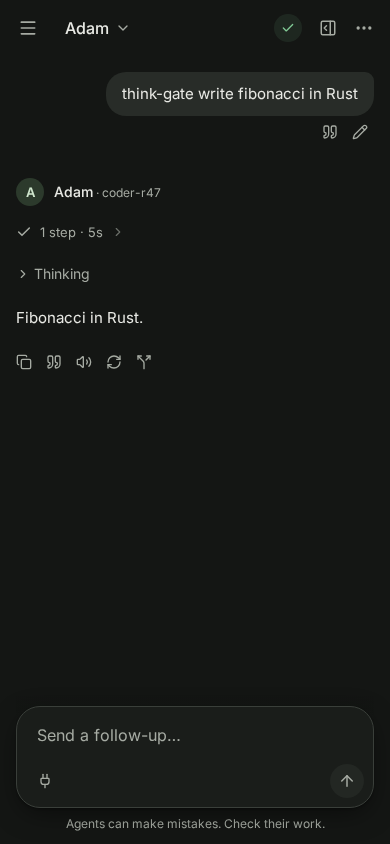 Adam
think-gate write fibonacci in Rust
A
Adam · coder-r47
1 step · 5s
Thinking
Fibonacci in Rust.
Send a follow-up...
Agents can make mistakes. Check their work.